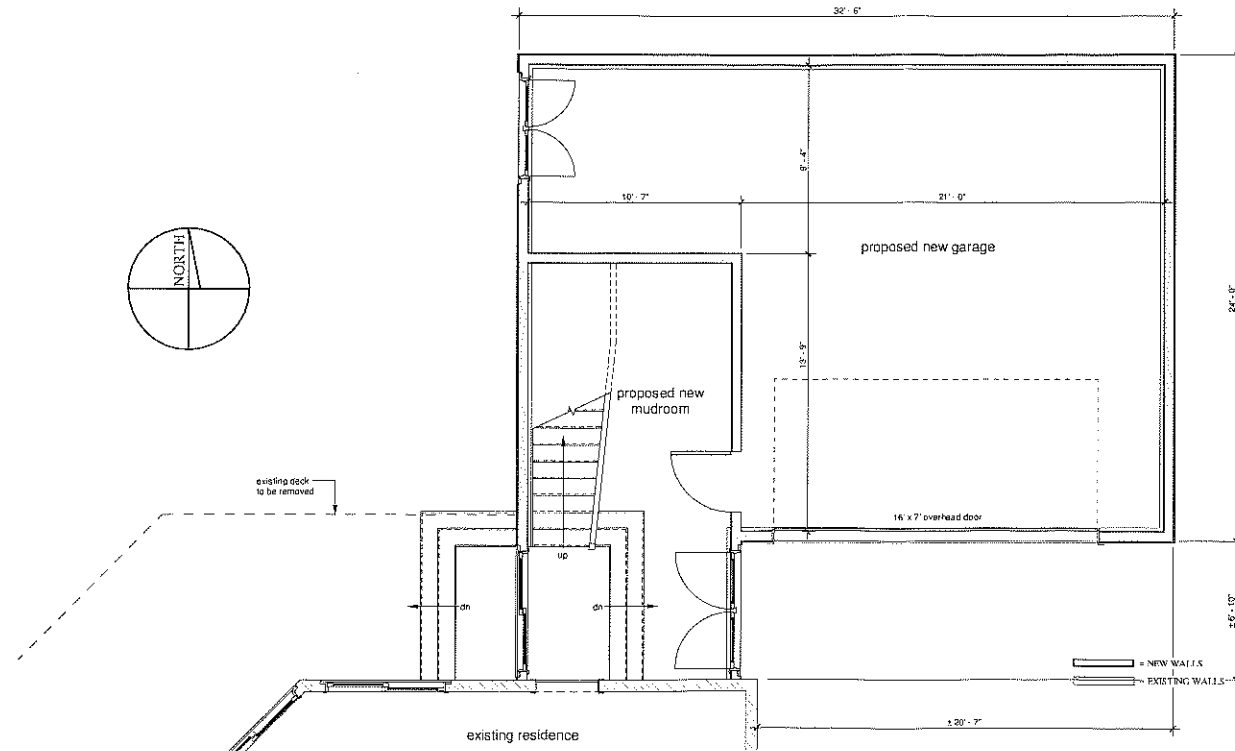 32' - 6"
9' - 4"
10' - 7"
21' - 0"
proposed new garage
NORTH
24' - 0"
13' - 9"
proposed new
mudroom
existing deck
to be removed
16' x 7' overhead door
up
dn
dn
± 6' - 10"
= NEW WALLS
= EXISTING WALLS
± 20' - 7"
existing residence